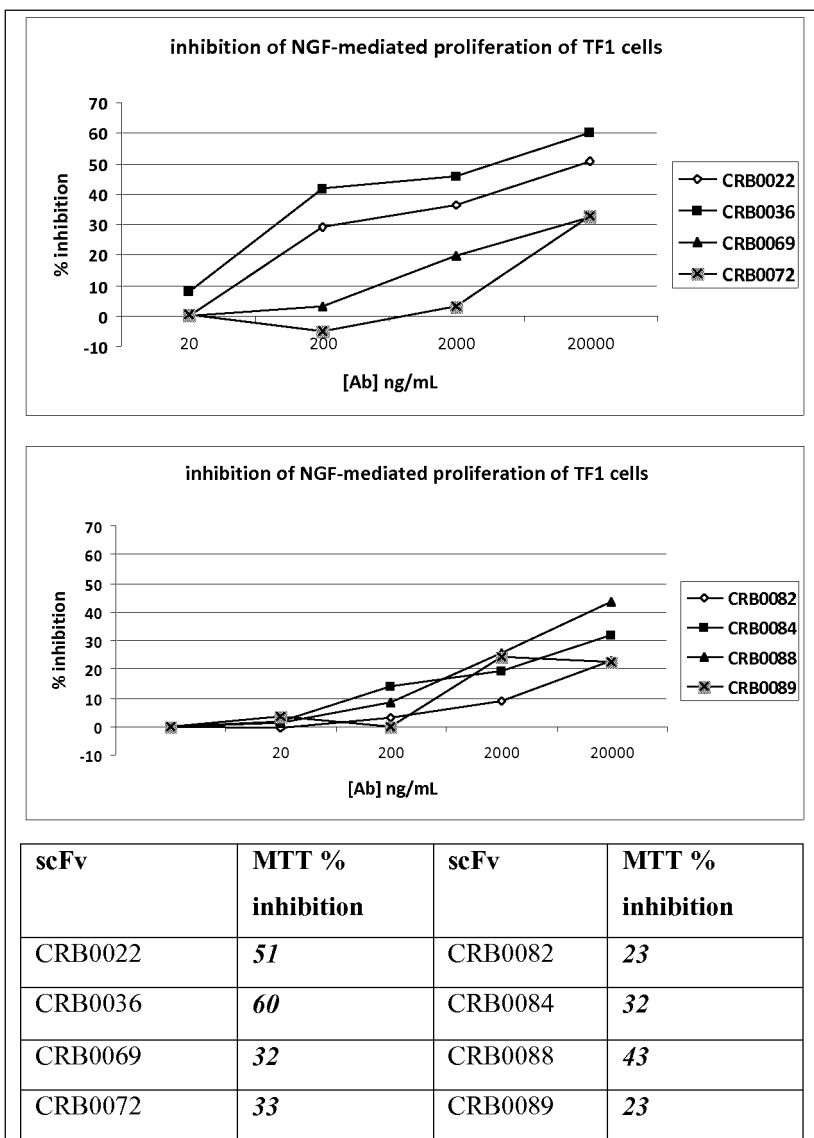 inhibition of NGF-mediated proliferation of TF1 cells
70
60
50
40
30
20
10
0
-10
% inhibition
20 200 2000 20000
[Ab] ng/mL
CRB0022
CRB0036
CRB0069
CRB0072
inhibition of NGF-mediated proliferation of TF1 cells
70
60
50
40
30
20
10
0
-10
% inhibition
20 200 2000 20000
[Ab] ng/mL
CRB0082
CRB0084
CRB0088
CRB0089
scFv MTT % scFv MTT %
inhibition inhibition
CRB0022 51 CRB0082 23
CRB0036 60 CRB0084 32
CRB0069 32 CRB0088 43
CRB0072 33 CRB0089 23